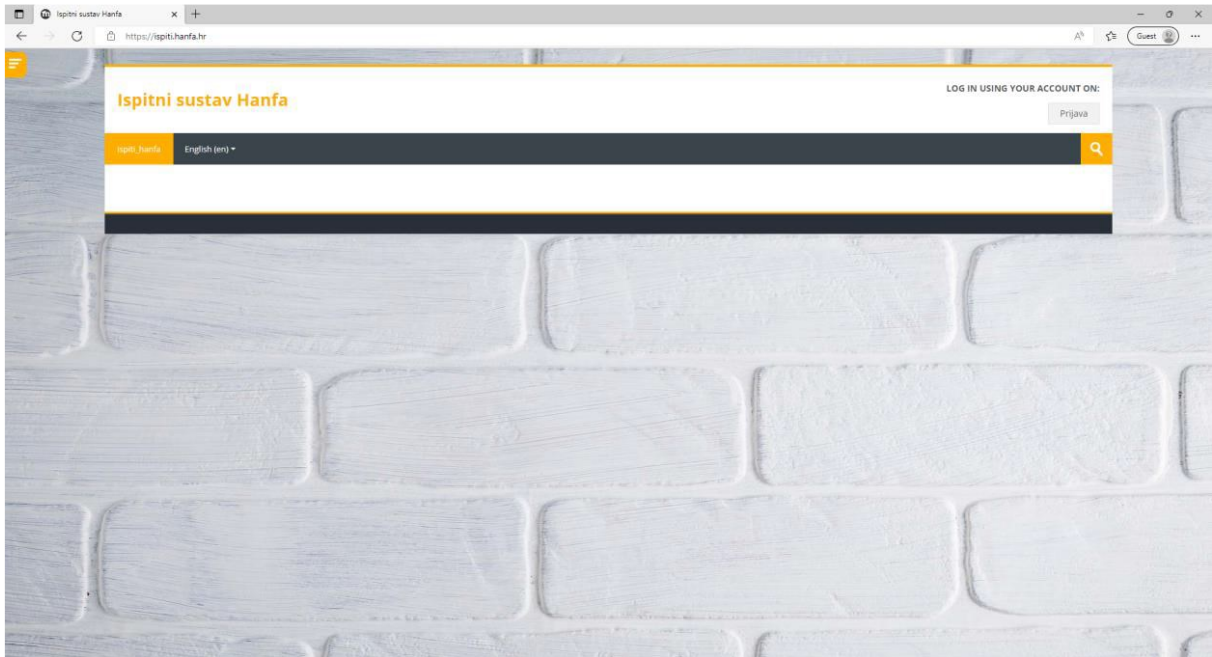 Ispitni sustav Hanfa
https://ispiti.hanfa.hr
Guest
Ispitni sustav Hanfa
LOG IN USING YOUR ACCOUNT ON:
Prijava
ispiti_hanfa
English (en)